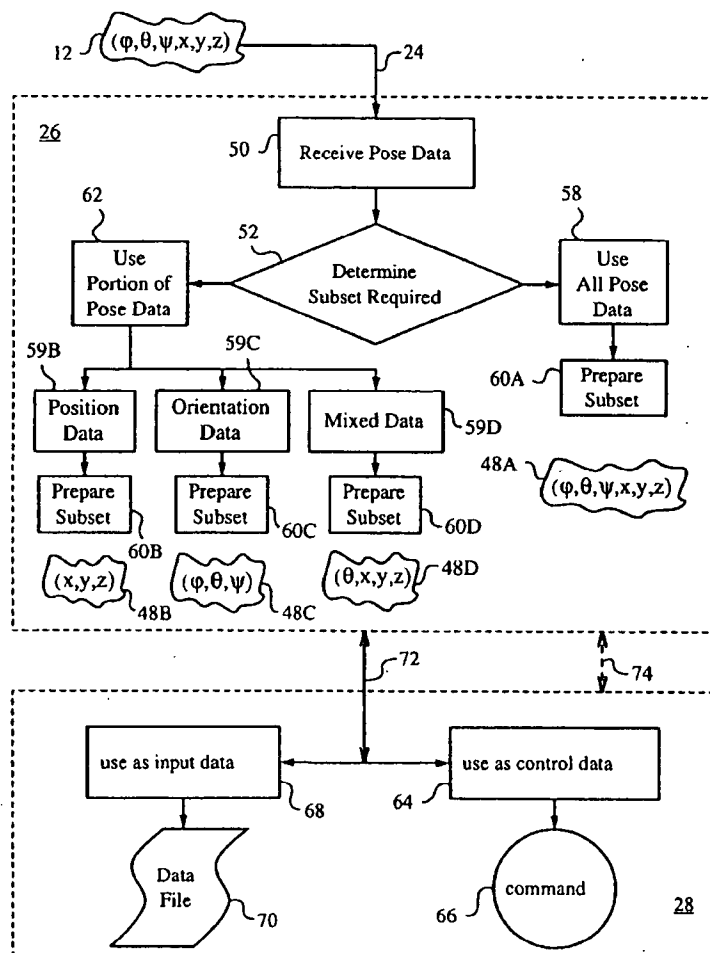 12
(φ,θ,ψ,x,y,z)
24
26
50
Receive Pose Data
62
52
58
Use
Portion of
Pose Data
Determine
Subset Required
Use
All Pose
Data
59B
59C
60A
Prepare
Subset
Position
Data
Orientation
Data
Mixed Data
59D
Prepare
Subset
Prepare
Subset
Prepare
Subset
48A
(φ,θ,ψ,x,y,z)
60B
60C
60D
(x,y,z)
(φ,θ,ψ)
(θ,x,y,z)
48B
48C
48D
72
74
use as input data
use as control data
68
64
Data
File
command
70
66
28